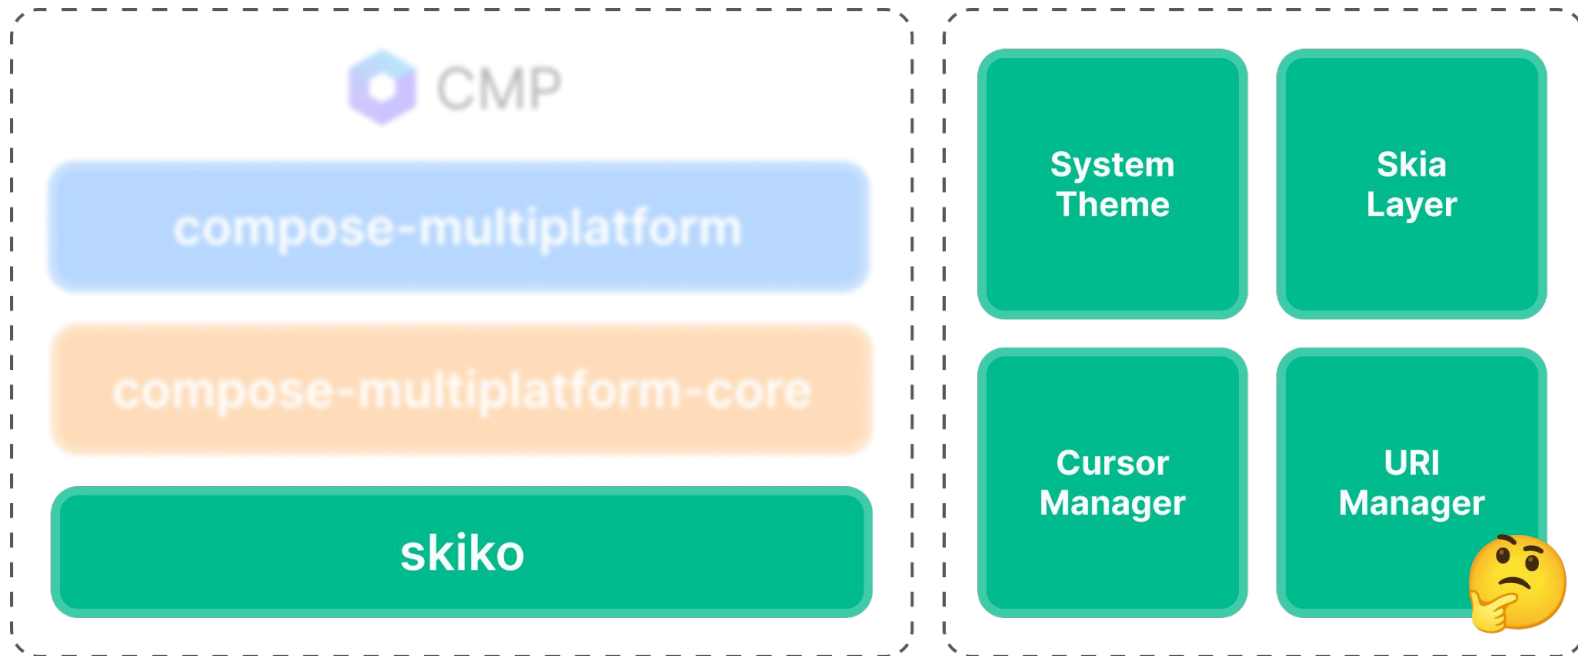 CMP
compose-multiplatform
compose-multiplatform-core
skiko
System
Theme
Skia
Layer
Cursor
Manager
URI
Manager